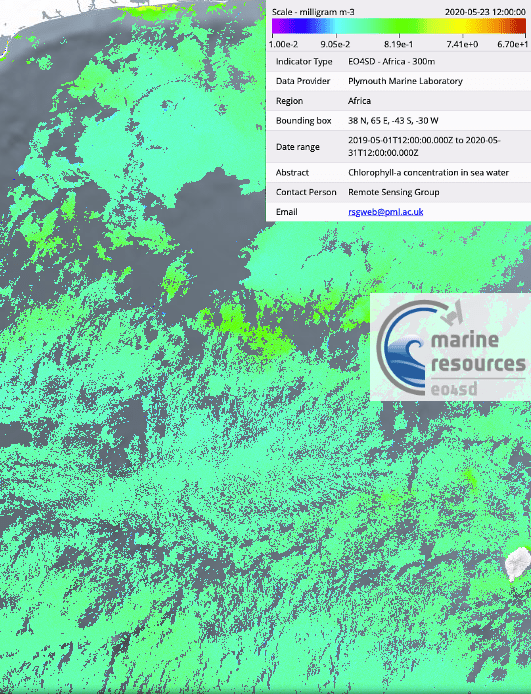 Scale - milligram m-3 2020-05-23 12:00:00
1.00e-2 9.05e-2 8.19e-1 7.41e+0 6.70e+1
Indicator Type EO4SD - Africa - 300m
Data Provider Plymouth Marine Laboratory
Region Africa
Bounding box 38 N, 65 E, -43 S, -30 W
Date range 2019-05-01T12:00:00.000Z to 2020-05-
31T12:00:00.000Z
Abstract Chlorophyll-a concentration in sea water
Contact Person Remote Sensing Group
Email rsgweb@pml.ac.uk
marine
resources
eo4sd